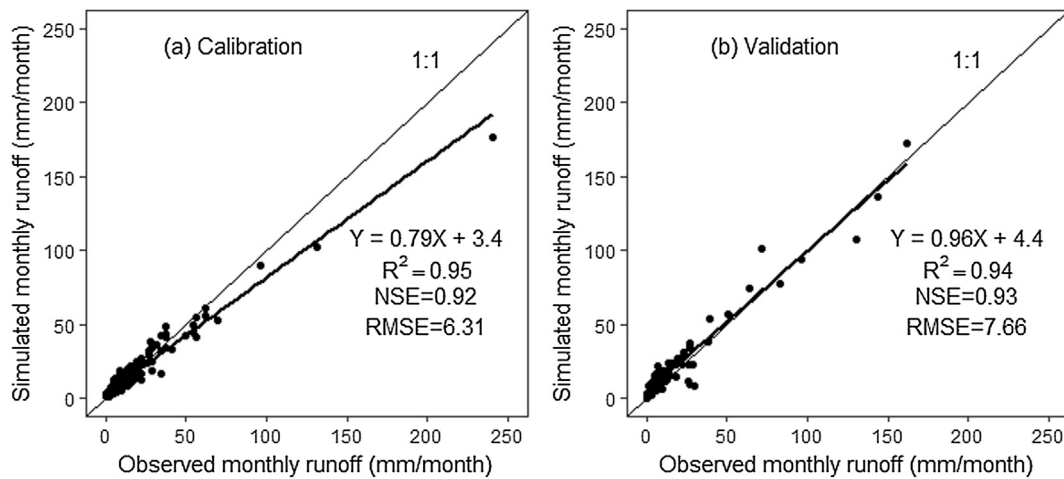 (a) Calibration
1:1
Simulated monthly runoff (mm/month)
250
200
150
100
50
0
Y = 0.79X + 3.4
R² = 0.95
NSE=0.92
RMSE=6.31
0 50 100 150 200 250
Observed monthly runoff (mm/month)
(b) Validation
1:1
Simulated monthly runoff (mm/month)
250
200
150
100
50
0
Y = 0.96X + 4.4
R² = 0.94
NSE=0.93
RMSE=7.66
0 50 100 150 200 250
Observed monthly runoff (mm/month)